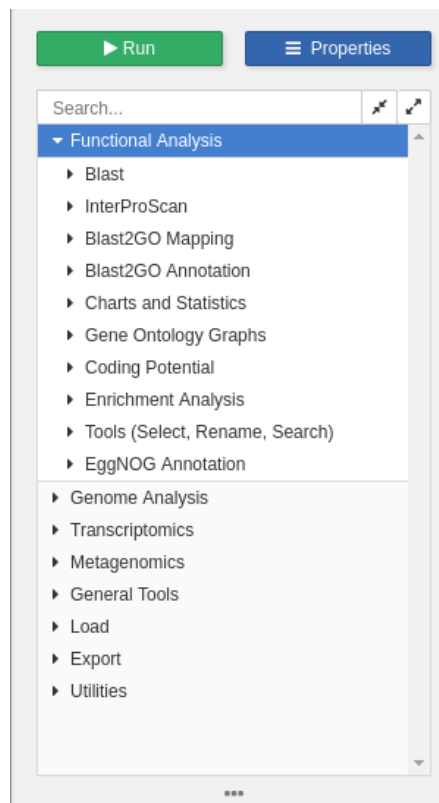 Run
Properties
Search...
Functional Analysis
Blast
InterProScan
Blast2GO Mapping
Blast2GO Annotation
Charts and Statistics
Gene Ontology Graphs
Coding Potential
Enrichment Analysis
Tools (Select, Rename, Search)
EggNOG Annotation
Genome Analysis
Transcriptomics
Metagenomics
General Tools
Load
Export
Utilities